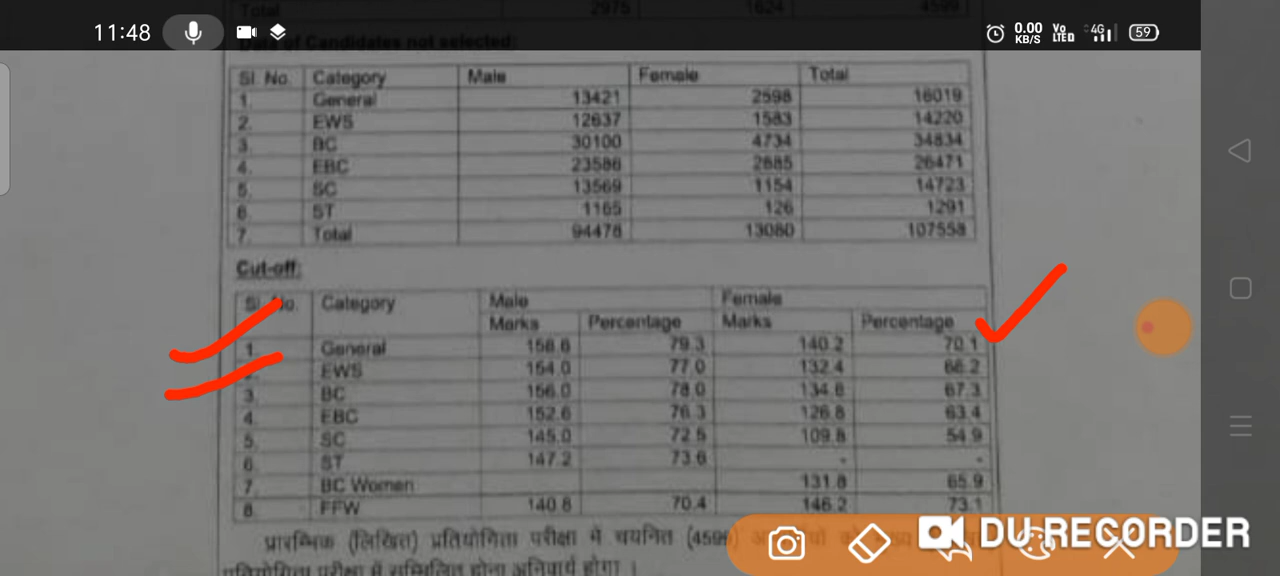 11:48 0.00 KB/S Vo LTED 4G 59
Total 2975 1624 4599
Data of Candidates not selected:
Sl. No. Category Male Female Total
1. General 13421 2598 16019
2. EWS 12637 1583 14220
3. BC 30100 4734 34834
4. EBC 23586 2885 26471
5. SC 13569 1154 14723
6. ST 1165 126 1291
7. Total 94478 13080 107558
Cut-off:
Sl. No. Category Male Female
Marks Percentage Marks Percentage
1. General 158.6 79.3 140.2 70.1
EWS 154.0 77.0 132.4 66.2
3. BC 156.0 78.0 134.6 67.3
4. EBC 152.6 76.3 126.8 63.4
5. SC 145.0 72.5 109.8 54.9
6. ST 147.2 73.6 - -
7. BC Women 131.8 65.9
8. FFW 140.8 70.4 146.2 73.1
प्रारम्भिक (लिखित) प्रतियोगिता परीक्षा में चयनित (4599)
प्रतियोगिता परीक्षा में सम्मिलित होना अनिवार्य होगा ।
DU RECORDER